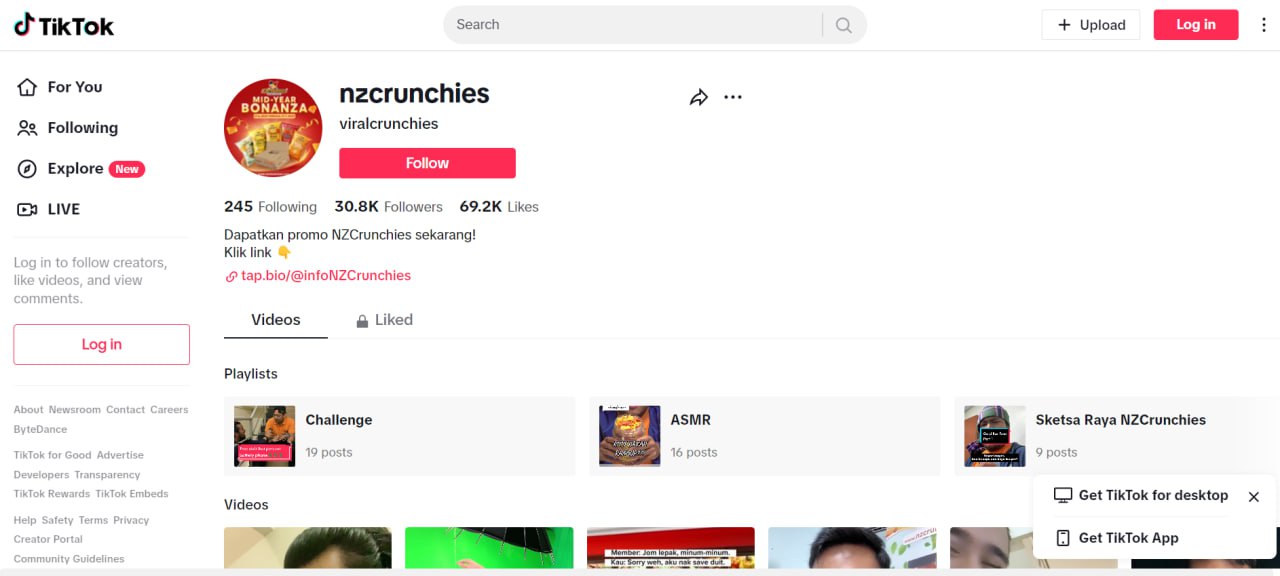 TikTok
Search
Upload
Log in
For You
Following
Explore New
LIVE
Log in to follow creators,
like videos, and view
comments.
Log in
About Newsroom Contact Careers
ByteDance
TikTok for Good Advertise
Developers Transparency
TikTok Rewards TikTok Embeds
Help Safety Terms Privacy
Creator Portal
Community Guidelines
MID-YEAR
BONANZA
nzcrunchies
viralcrunchies
Follow
245 Following 30.8K Followers 69.2K Likes
Dapatkan promo NZCrunchies sekarang!
Klik link 👇
tap.bio/@infoNZCrunchies
Videos
Liked
Playlists
Challenge
19 posts
ASMR
16 posts
Sketsa Raya NZCrunchies
9 posts
Videos
Member: Jom lepak, minum-minum.
Kau: Sorry weh, aku nak save duit.
Get TikTok for desktop
Get TikTok App